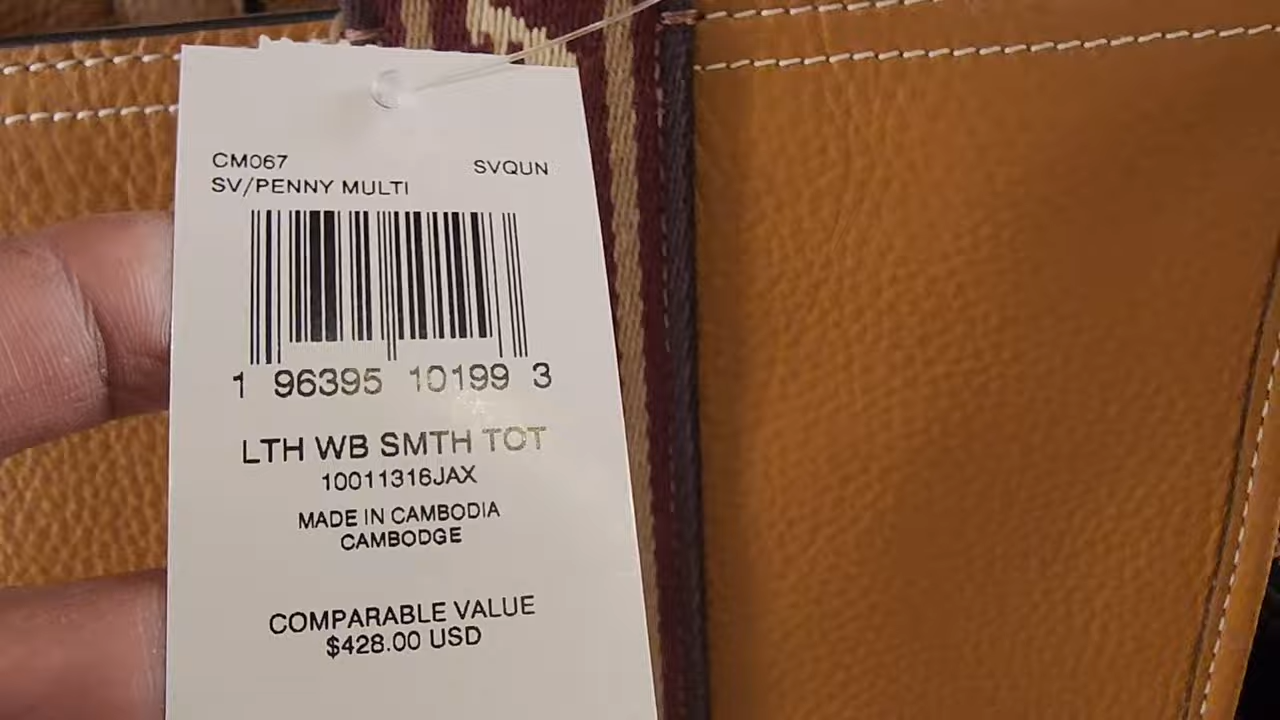 CM067 SVQUN
SV/PENNY MULTI
1 96395 10199 3
LTH WB SMTH TOT
10011316JAX
MADE IN CAMBODIA
CAMBODGE
COMPARABLE VALUE
$428.00 USD